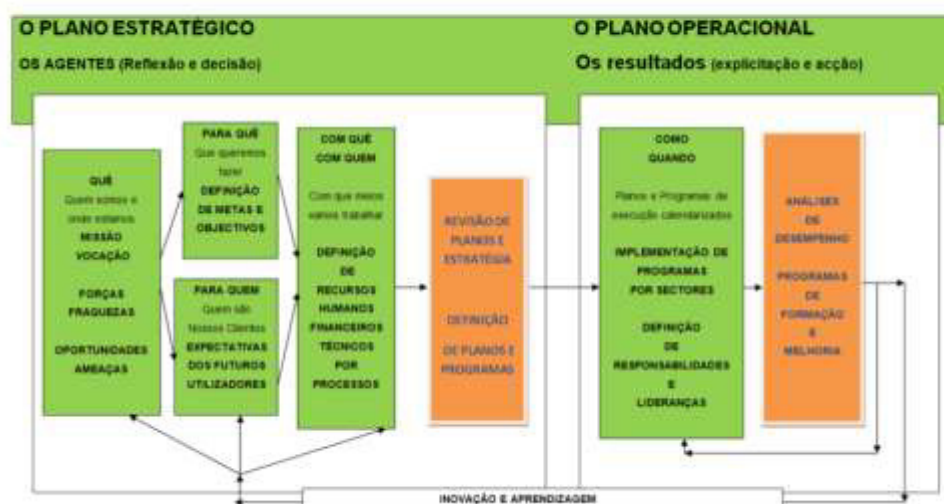 O PLANO ESTRATÉGICO
OS AGENTES (Reflexão e decisão)
O PLANO OPERACIONAL
Os resultados (explicitação e acção)
QUÊ
Quem somos e
onde estamos
MISSÃO
VOCAÇÃO
FORÇAS
FRAQUEZAS
OPORTUNIDADES
AMEAÇAS
PARA QUÊ
Que queremos
fazer
DEFINIÇÃO
DE METAS E
OBJECTIVOS
PARA QUEM
Quem são
Nossos Clientes
EXPECTATIVAS
DOS FUTUROS
UTILIZADORES
COM QUÊ
COM QUEM
Com que meios
vamos trabalhar
DEFINIÇÃO
DE
RECURSOS
HUMANOS
FINANCEIROS
TÉCNICOS
POR
PROCESSOS
REVISÃO DE
PLANOS E
ESTRATÉGIA
DEFINIÇÃO
DE PLANOS E
PROGRAMAS
COMO
QUANDO
Planos e Programas de
execução calendarizados
IMPLEMENTAÇÃO DE
PROGRAMAS
POR SECTORES
DEFINIÇÃO
DE
RESPONSABILIDADES
E
LIDERANÇAS
ANÁLISES
DE
DESEMPENHO
PROGRAMAS
DE
FORMAÇÃO
E
MELHORIA
INOVAÇÃO E APRENDIZAGEM